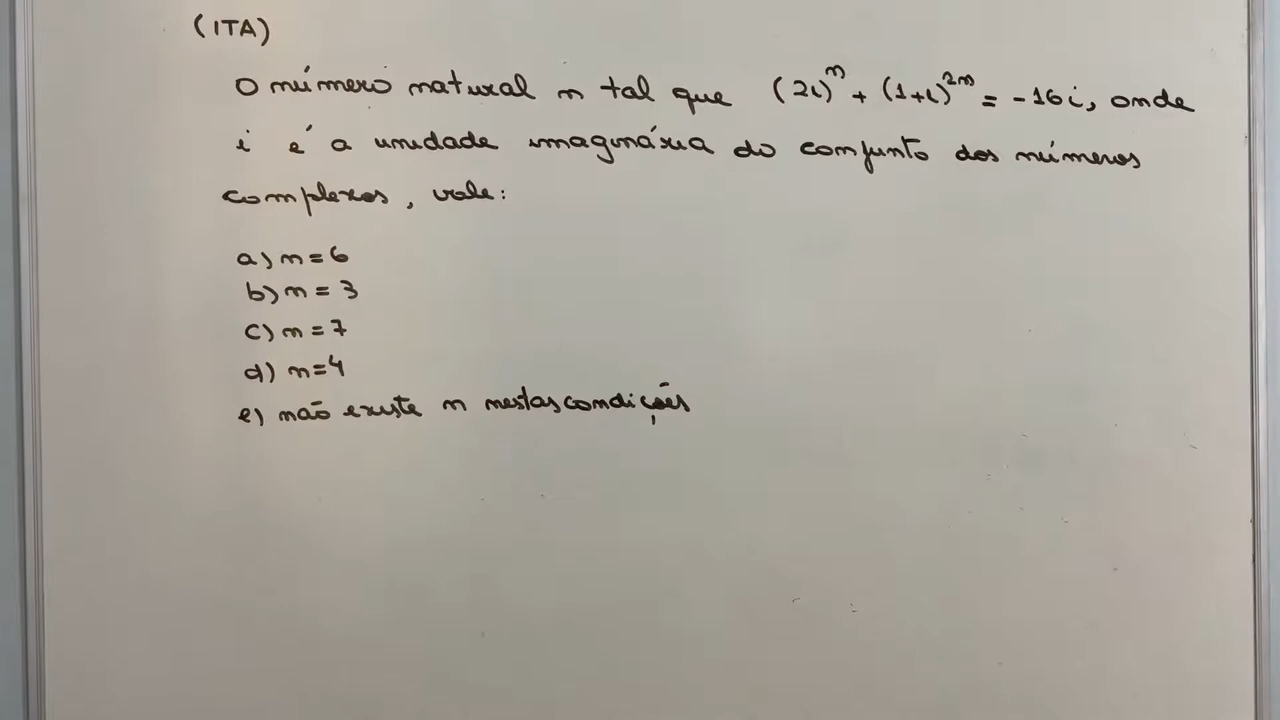 (ITA)
O número natural n tal que (2i)^n + (1+i)^2n = -16i, onde
i é a unidade imaginária do conjunto dos números
complexos, vale:
a) n=6
b) n=3
c) n=7
d) n=4
e) não existe n nestas condições